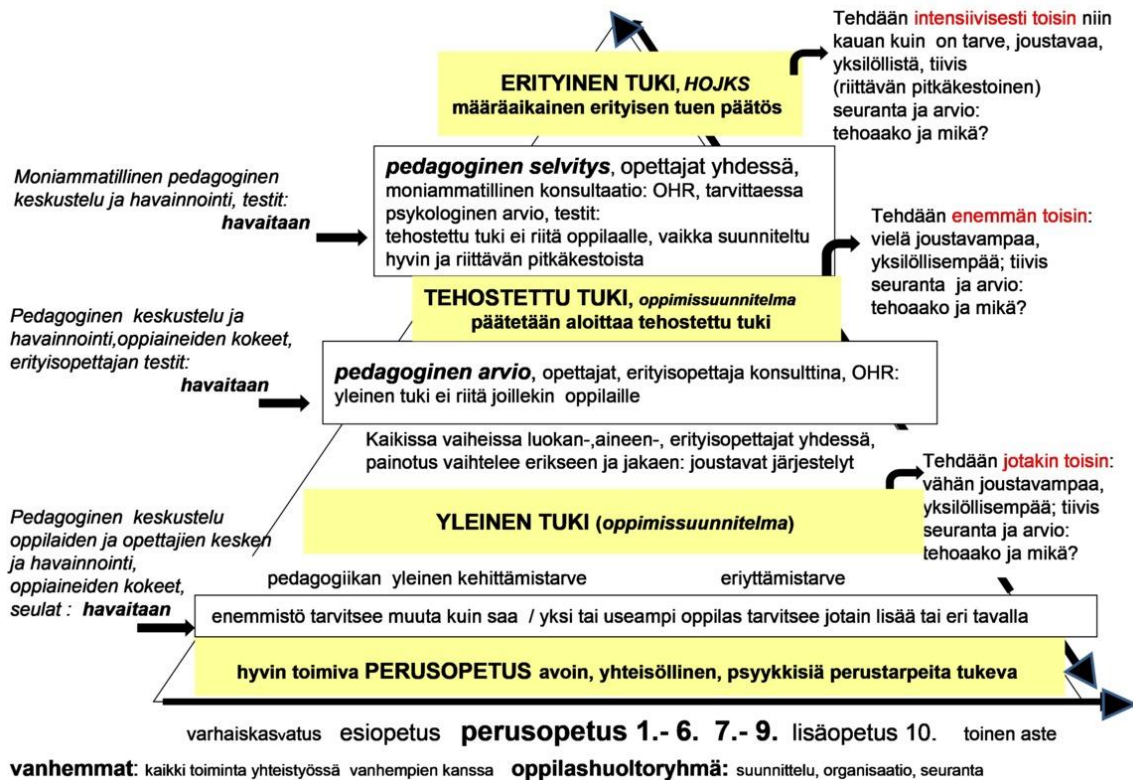 Tehdään intensiivisesti toisin niin
kauan kuin on tarve, joustavaa,
yksilöllistä, tiivis
(riittävän pitkäkestoinen)
seuranta ja arvio:
tehoaako ja mikä?
ERITYINEN TUKI, HOJKS
määräaikainen erityisen tuen päätös
Moniammatillinen pedagoginen
keskustelu ja havainnointi, testit:
havaitaan
pedagoginen selvitys, opettajat yhdessä,
moniammatillinen konsultaatio: OHR, tarvittaessa
psykologinen arvio, testit:
tehostettu tuki ei riitä oppilaalle, vaikka suunniteltu
hyvin ja riittävän pitkäkestoista
Tehdään enemmän toisin:
vielä joustavampaa,
yksilöllisempää; tiivis
seuranta ja arvio:
tehoaako ja mikä?
TEHOSTETTU TUKI, oppimissuunnitelma
päätetään aloittaa tehostettu tuki
Pedagoginen keskustelu ja
havainnointi,oppiaineiden kokeet,
erityisopettajan testit:
havaitaan
pedagoginen arvio, opettajat, erityisopettaja konsulttina, OHR:
yleinen tuki ei riitä joillekin oppilaille
Kaikissa vaiheissa luokan-,aineen-, erityisopettajat yhdessä,
painotus vaihtelee erikseen ja jakaen: joustavat järjestelyt
Tehdään jotakin toisin:
vähän joustavampaa,
yksilöllisempää; tiivis
seuranta ja arvio:
tehoaako ja mikä?
YLEINEN TUKI (oppimissuunnitelma)
Pedagoginen keskustelu
oppilaiden ja opettajien kesken
ja havainnointi,
oppiaineiden kokeet,
seulat : havaitaan
pedagogiikan yleinen kehittämistarve eriyttämistarve
enemmistö tarvitsee muuta kuin saa / yksi tai useampi oppilas tarvitsee jotain lisää tai eri tavalla
hyvin toimiva PERUSOPETUS avoin, yhteisöllinen, psyykkisiä perustarpeita tukeva
varhaiskasvatus esiopetus perusopetus 1.- 6. 7.- 9. lisäopetus 10. toinen aste
vanhemmat: kaikki toiminta yhteistyössä vanhempien kanssa oppilashuoltoryhmä: suunnittelu, organisaatio, seuranta